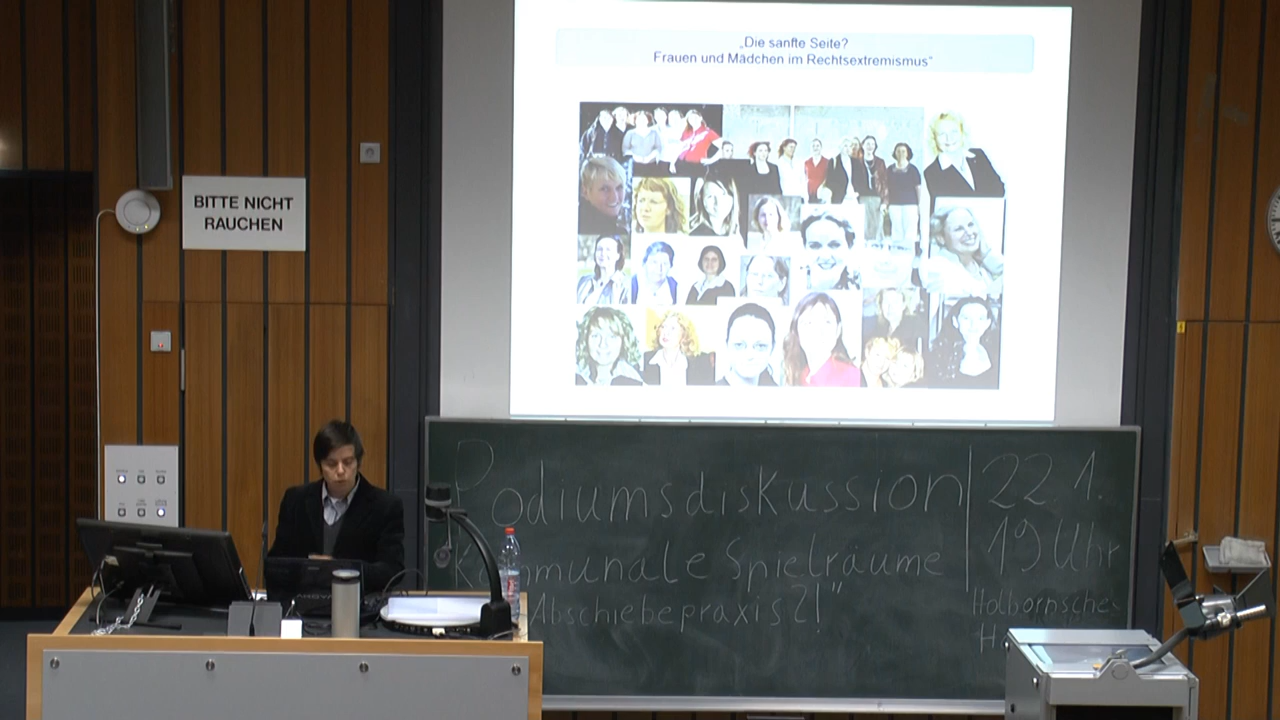 „Die sanfte Seite?
Frauen und Mädchen im Rechtsextremismus“
BITTE NICHT
RAUCHEN
Podiumsdiskussion
Kommunale Spielräume
Abschiebepraxis?!"
22 1.
19 Uhr
Holbornsche